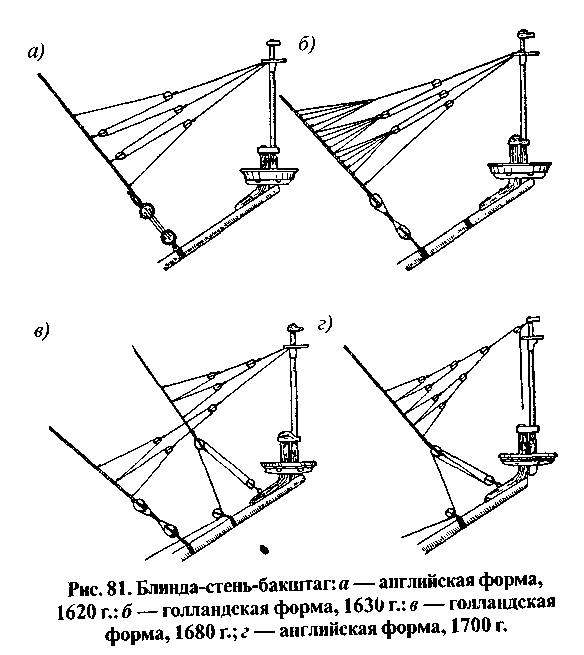 а)
б)
в)
г)
Рис. 81. Блинда-стень-бакштаг: а — английская форма,
1620 г.: б — голландская форма, 1630 г.: в — голландская
форма, 1680 г.; г — английская форма, 1700 г.